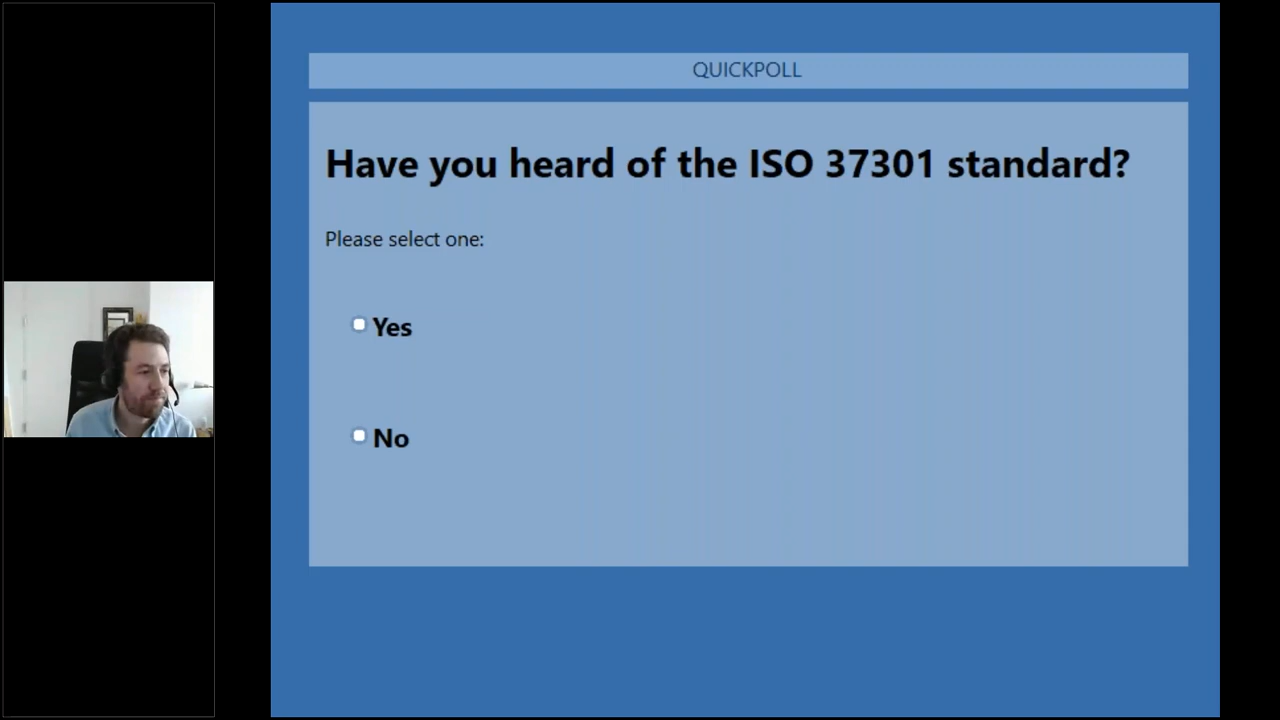 QUICKPOLL
Have you heard of the ISO 37301 standard?
Please select one:
Yes
No